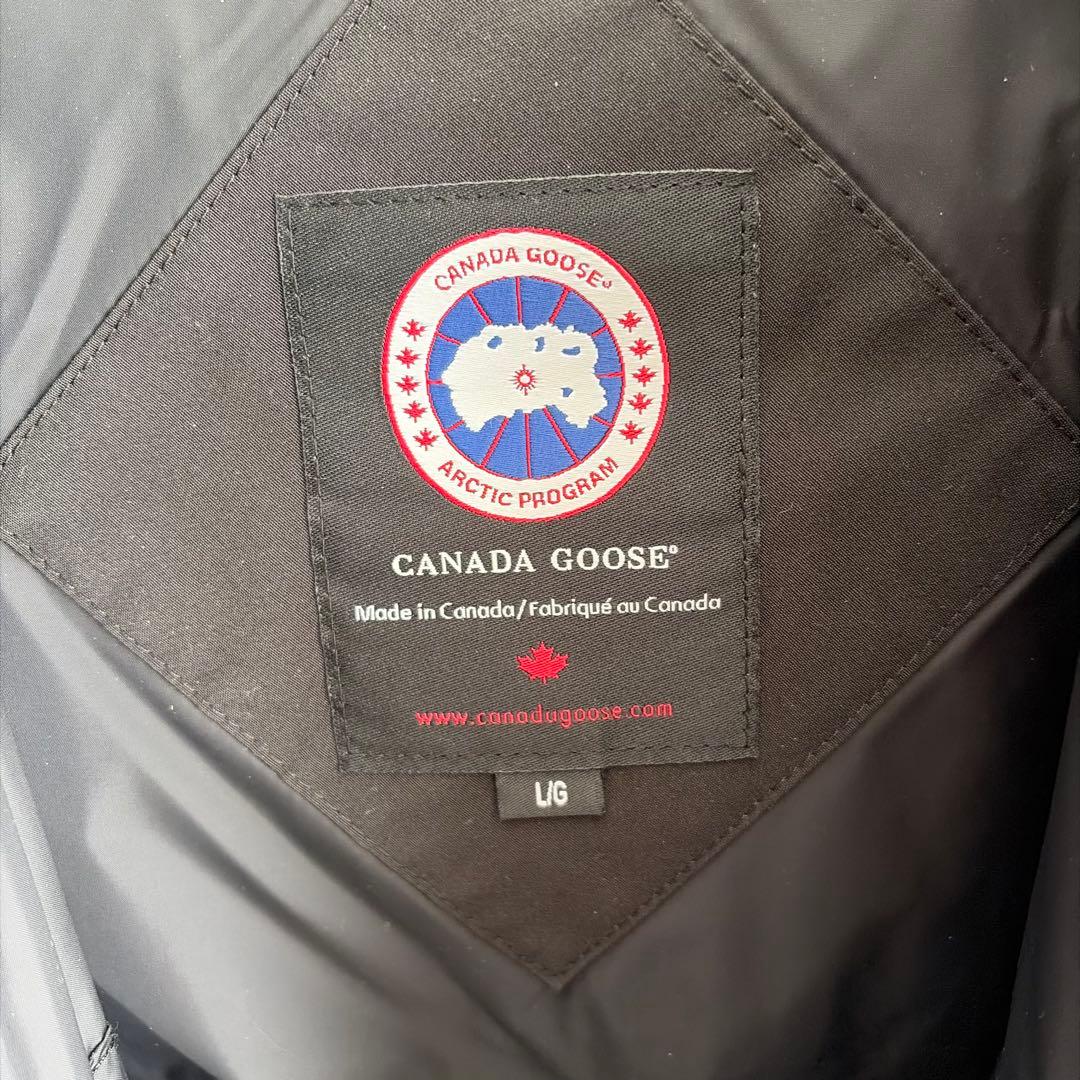 CANADA GOOSE
ARCTIC PROGRAM
CANADA GOOSE®
Made in Canada/Fabriqué au Canada
www.canadagoose.com
L/G